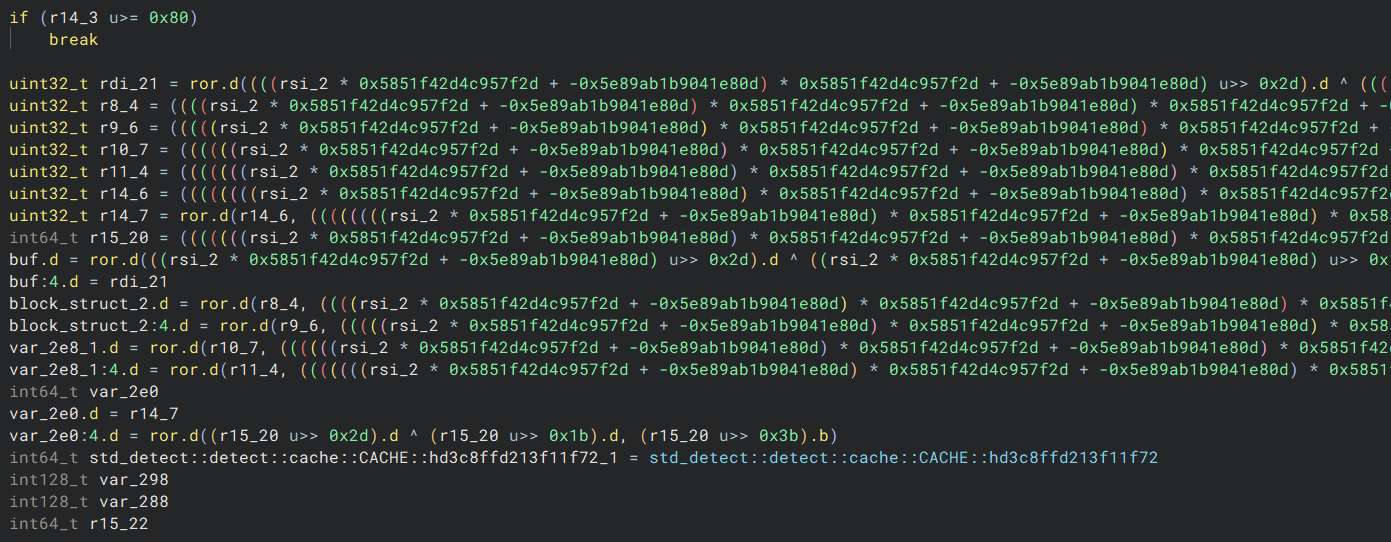 if (r14_3 u>= 0x80)
    break
uint32_t rdi_21 = ror.d((((rsi_2 * 0x5851f42d4c957f2d + -0x5e89ab1b9041e80d) * 0x5851f42d4c957f2d + -0x5e89ab1b9041e80d) u>> 0x2d).d ^ (((
uint32_t r8_4 = ((((rsi_2 * 0x5851f42d4c957f2d + -0x5e89ab1b9041e80d) * 0x5851f42d4c957f2d + -0x5e89ab1b9041e80d) * 0x5851f42d4c957f2d + -
uint32_t r9_6 = (((((rsi_2 * 0x5851f42d4c957f2d + -0x5e89ab1b9041e80d) * 0x5851f42d4c957f2d + -0x5e89ab1b9041e80d) * 0x5851f42d4c957f2d +
uint32_t r10_7 = ((((((rsi_2 * 0x5851f42d4c957f2d + -0x5e89ab1b9041e80d) * 0x5851f42d4c957f2d + -0x5e89ab1b9041e80d) * 0x5851f42d4c957f2d
uint32_t r11_4 = (((((((rsi_2 * 0x5851f42d4c957f2d + -0x5e89ab1b9041e80d) * 0x5851f42d4c957f2d + -0x5e89ab1b9041e80d) * 0x5851f42d4c957f2d
uint32_t r14_6 = ((((((((rsi_2 * 0x5851f42d4c957f2d + -0x5e89ab1b9041e80d) * 0x5851f42d4c957f2d + -0x5e89ab1b9041e80d) * 0x5851f42d4c957f2
uint32_t r14_7 = ror.d(r14_6, ((((((((rsi_2 * 0x5851f42d4c957f2d + -0x5e89ab1b9041e80d) * 0x5851f42d4c957f2d + -0x5e89ab1b9041e80d) * 0x58
int64_t r15_20 = (((((((rsi_2 * 0x5851f42d4c957f2d + -0x5e89ab1b9041e80d) * 0x5851f42d4c957f2d + -0x5e89ab1b9041e80d) * 0x5851f42d4c957f2d
buf.d = ror.d(((rsi_2 * 0x5851f42d4c957f2d + -0x5e89ab1b9041e80d) u>> 0x2d).d ^ ((rsi_2 * 0x5851f42d4c957f2d + -0x5e89ab1b9041e80d) u>> 0x
buf:4.d = rdi_21
block_struct_2.d = ror.d(r8_4, ((((rsi_2 * 0x5851f42d4c957f2d + -0x5e89ab1b9041e80d) * 0x5851f42d4c957f2d + -0x5e89ab1b9041e80d) * 0x5851f
block_struct_2:4.d = ror.d(r9_6, (((((rsi_2 * 0x5851f42d4c957f2d + -0x5e89ab1b9041e80d) * 0x5851f42d4c957f2d + -0x5e89ab1b9041e80d) * 0x58
var_2e8_1.d = ror.d(r10_7, ((((((rsi_2 * 0x5851f42d4c957f2d + -0x5e89ab1b9041e80d) * 0x5851f42d4c957f2d + -0x5e89ab1b9041e80d) * 0x5851f42
var_2e8_1:4.d = ror.d(r11_4, (((((((rsi_2 * 0x5851f42d4c957f2d + -0x5e89ab1b9041e80d) * 0x5851f42d4c957f2d + -0x5e89ab1b9041e80d) * 0x5851
int64_t var_2e0
var_2e0.d = r14_7
var_2e0:4.d = ror.d((r15_20 u>> 0x2d).d ^ (r15_20 u>> 0x1b).d, (r15_20 u>> 0x3b).b)
int64_t std_detect::detect::cache::CACHE::hd3c8ffd213f11f72_1 = std_detect::detect::cache::CACHE::hd3c8ffd213f11f72
int128_t var_298
int128_t var_288
int64_t r15_22